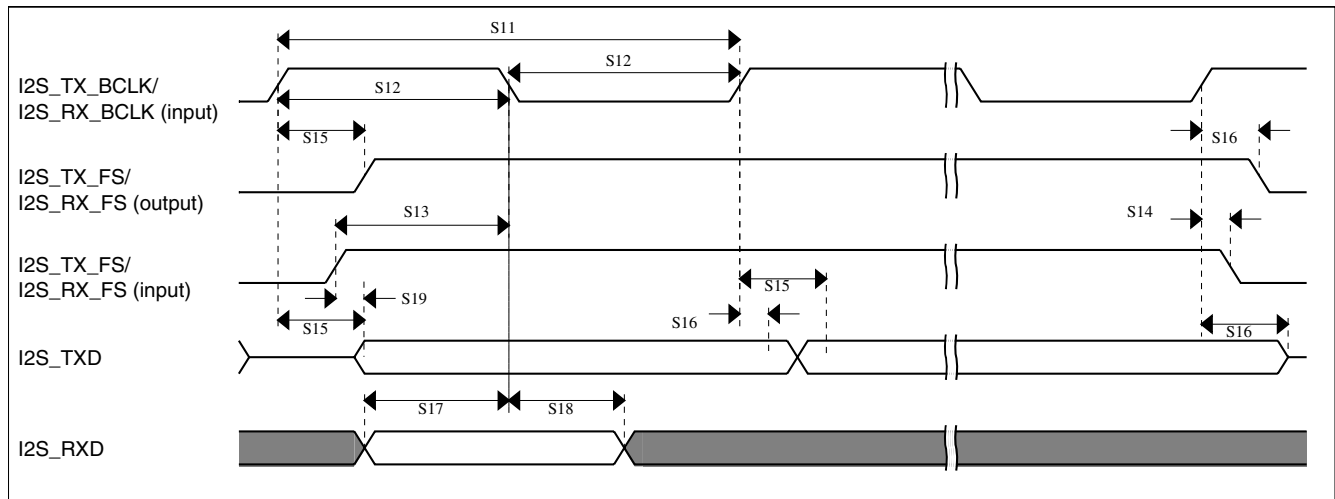 S11
I2S_TX_BCLK/
I2S_RX_BCLK (input)
S12
S12
S15
S16
I2S_TX_FS/
I2S_RX_FS (output)
S13
S14
I2S_TX_FS/
I2S_RX_FS (input)
S15
S19
S15
S16
S16
I2S_TXD
S17
S18
I2S_RXD